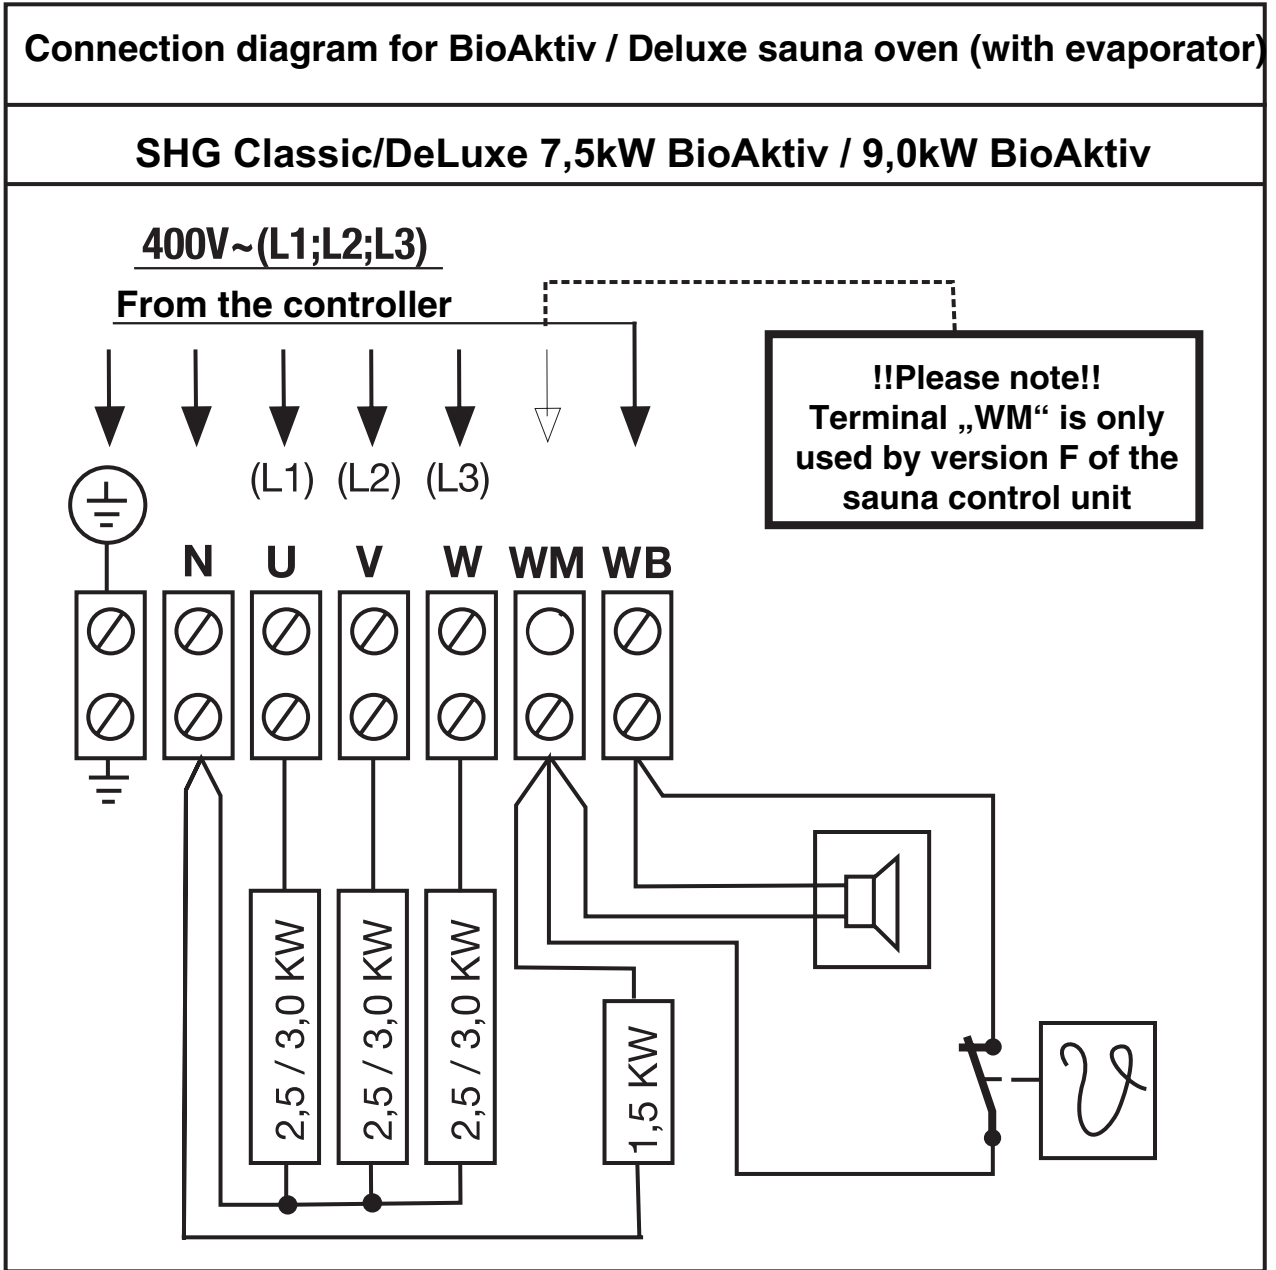 Connection diagram for BioAktiv / Deluxe sauna oven (with evaporator)
SHG Classic/DeLuxe 7,5kW BioAktiv / 9,0kW BioAktiv
400V~(L1;L2;L3)
From the controller
!!Please note!!
Terminal „WM“ is only
used by version F of the
sauna control unit
(L1) (L2) (L3)
N U V W WM WB
2,5 / 3,0 KW
2,5 / 3,0 KW
2,5 / 3,0 KW
1,5 KW
ϑ